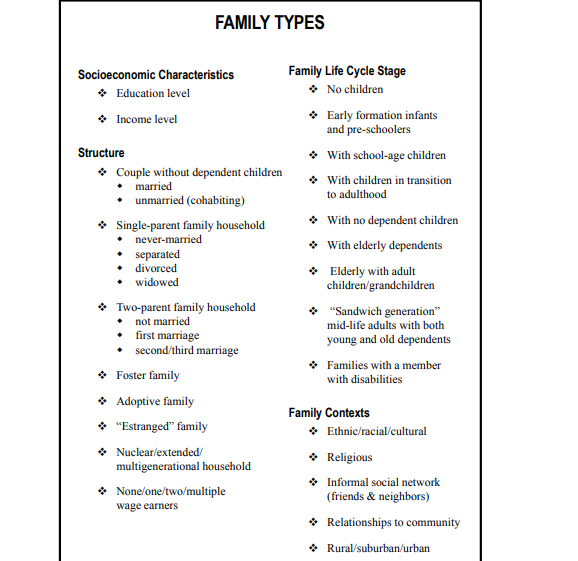 FAMILY TYPES
Socioeconomic Characteristics
❖ Education level
❖ Income level
Structure
❖ Couple without dependent children
◆ married
◆ unmarried (cohabiting)
❖ Single-parent family household
◆ never-married
◆ separated
◆ divorced
◆ widowed
❖ Two-parent family household
◆ not married
◆ first marriage
◆ second/third marriage
❖ Foster family
❖ Adoptive family
❖ “Estranged” family
❖ Nuclear/extended/
multigenerational household
❖ None/one/two/multiple
wage earners
Family Life Cycle Stage
❖ No children
❖ Early formation infants
and pre-schoolers
❖ With school-age children
❖ With children in transition
to adulthood
❖ With no dependent children
❖ With elderly dependents
❖ Elderly with adult
children/grandchildren
❖ “Sandwich generation”
mid-life adults with both
young and old dependents
❖ Families with a member
with disabilities
Family Contexts
❖ Ethnic/racial/cultural
❖ Religious
❖ Informal social network
(friends & neighbors)
❖ Relationships to community
❖ Rural/suburban/urban